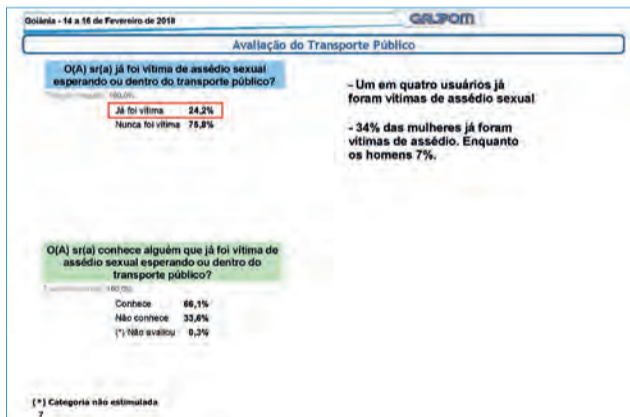 Goiânia - 14 a 16 de Fevereiro de 2018
GRUPOM
Avaliação do Transporte Público
O(A) sr(a) já foi vítima de assédio sexual
esperando ou dentro do transporte público?
100,0%
Já foi vítima 24,2%
Nunca foi vítima 75,8%
- Um em quatro usuários já
foram vítimas de assédio sexual
- 34% das mulheres já foram
vítimas de assédio. Enquanto
os homens 7%.
O(A) sr(a) conhece alguém que já foi vítima de
assédio sexual esperando ou dentro do
transporte público?
100,0%
Conhece 66,1%
Não conhece 33,6%
(*) Não avaliou 0,3%
(*) Categoria não estimulada
7